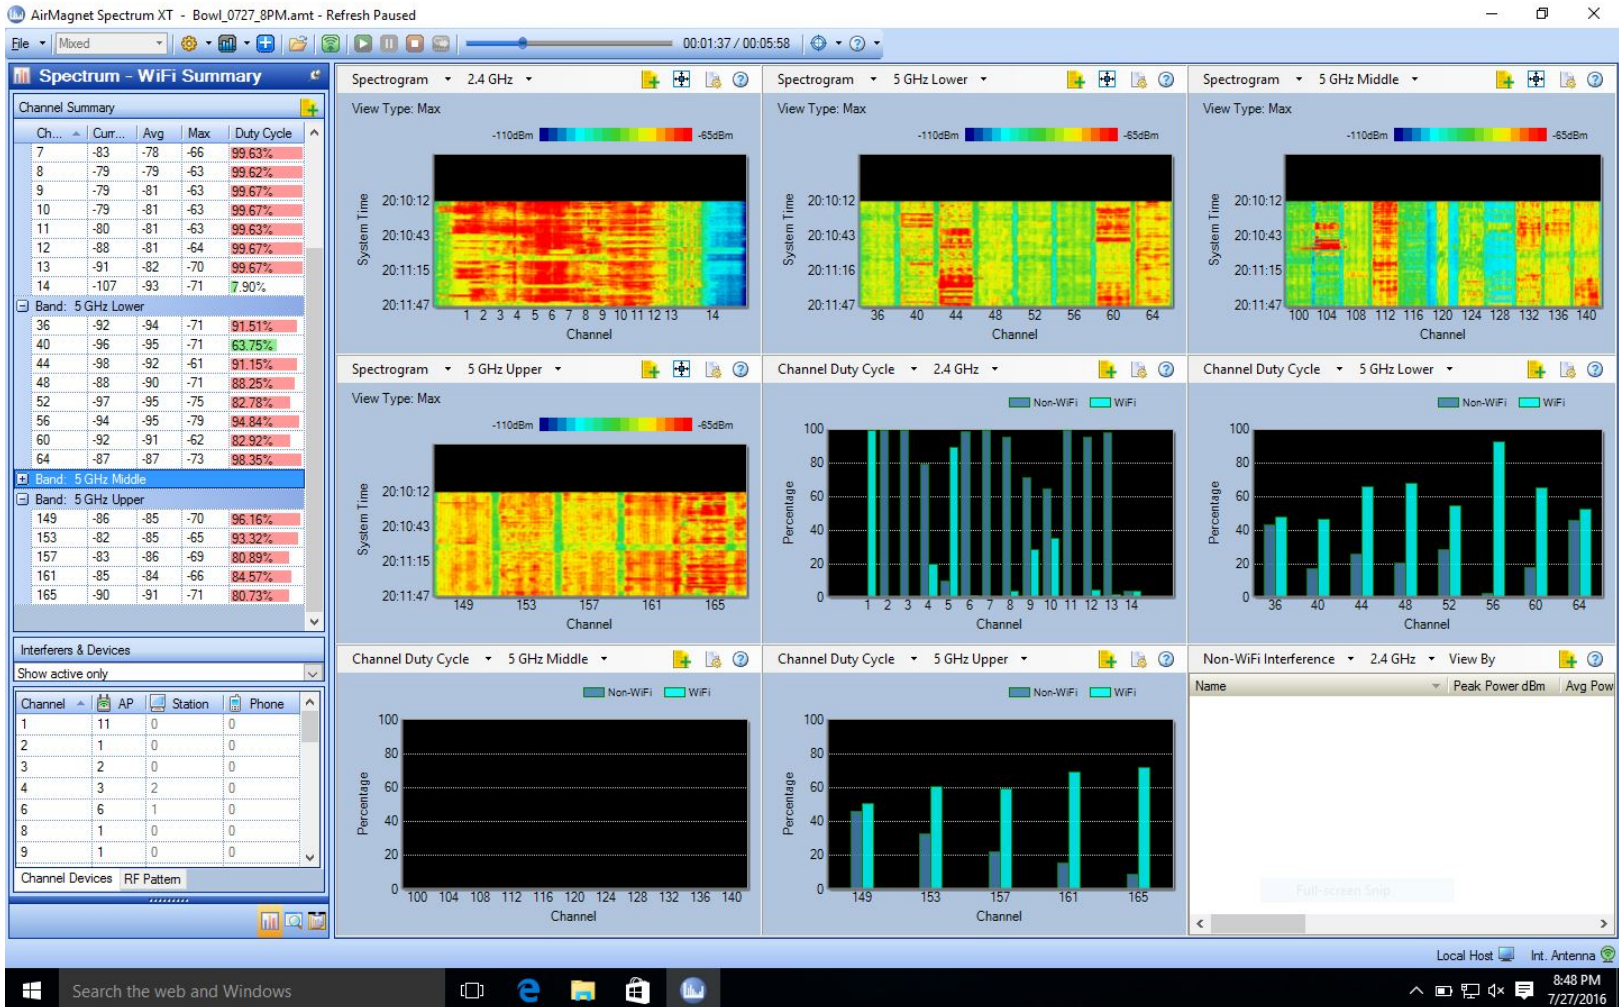 AirMagnet Spectrum XT - Bowl_0727_8PM.amt - Refresh Paused
File Mixed 00:01:37 / 00:05:58
Spectrum - WiFi Summary
Channel Summary
Ch... Curr... Avg Max Duty Cycle
7 -83 -78 -66 99.63%
8 -79 -79 -63 99.62%
9 -79 -81 -63 99.67%
10 -79 -81 -63 99.67%
11 -80 -81 -63 99.63%
12 -88 -81 -64 99.67%
13 -91 -82 -70 99.67%
14 -107 -93 -71 7.90%
Band: 5 GHz Lower
36 -92 -94 -71 91.51%
40 -96 -95 -71 63.75%
44 -98 -92 -61 91.15%
48 -88 -90 -71 88.25%
52 -97 -95 -75 82.78%
56 -94 -95 -79 94.84%
60 -92 -91 -62 82.92%
64 -87 -87 -73 98.35%
Band: 5 GHz Middle
Band: 5 GHz Upper
149 -86 -85 -70 96.16%
153 -82 -85 -65 93.32%
157 -83 -86 -69 80.89%
161 -85 -84 -66 84.57%
165 -90 -91 -71 80.73%
Interferers & Devices
Show active only
Channel AP Station Phone
1 11 0 0
2 1 0 0
3 2 0 0
4 3 2 0
6 6 1 0
8 1 0 0
9 1 0 0
Channel Devices RF Pattern
Spectrogram 2.4 GHz
View Type: Max
-110dBm -65dBm
System Time
20:10:12
20:10:43
20:11:15
20:11:47
1 2 3 4 5 6 7 8 9 10 11 12 13 14
Channel
Spectrogram 5 GHz Lower
View Type: Max
-110dBm -65dBm
System Time
20:10:12
20:10:43
20:11:16
20:11:47
36 40 44 48 52 56 60 64
Channel
Spectrogram 5 GHz Middle
View Type: Max
-110dBm -65dBm
System Time
20:10:12
20:10:43
20:11:15
20:11:47
100 104 108 112 116 120 124 128 132 136 140
Channel
Spectrogram 5 GHz Upper
View Type: Max
-110dBm -65dBm
System Time
20:10:12
20:10:43
20:11:15
20:11:47
149 153 157 161 165
Channel
Channel Duty Cycle 2.4 GHz
Non-WiFi WiFi
Percentage
100
80
60
40
20
0
1 2 3 4 5 6 7 8 9 10 11 12 13 14
Channel
Channel Duty Cycle 5 GHz Lower
Non-WiFi WiFi
Percentage
100
80
60
40
20
0
36 40 44 48 52 56 60 64
Channel
Channel Duty Cycle 5 GHz Middle
Non-WiFi WiFi
Percentage
100
80
60
40
20
0
100 104 108 112 116 120 124 128 132 136 140
Channel
Channel Duty Cycle 5 GHz Upper
Non-WiFi WiFi
Percentage
100
80
60
40
20
0
149 153 157 161 165
Channel
Non-WiFi Interference 2.4 GHz View By
Name Peak Power dBm Avg Pow
Full-screen Snip
Local Host Int. Antenna
Search the web and Windows
8:48 PM
7/27/2016